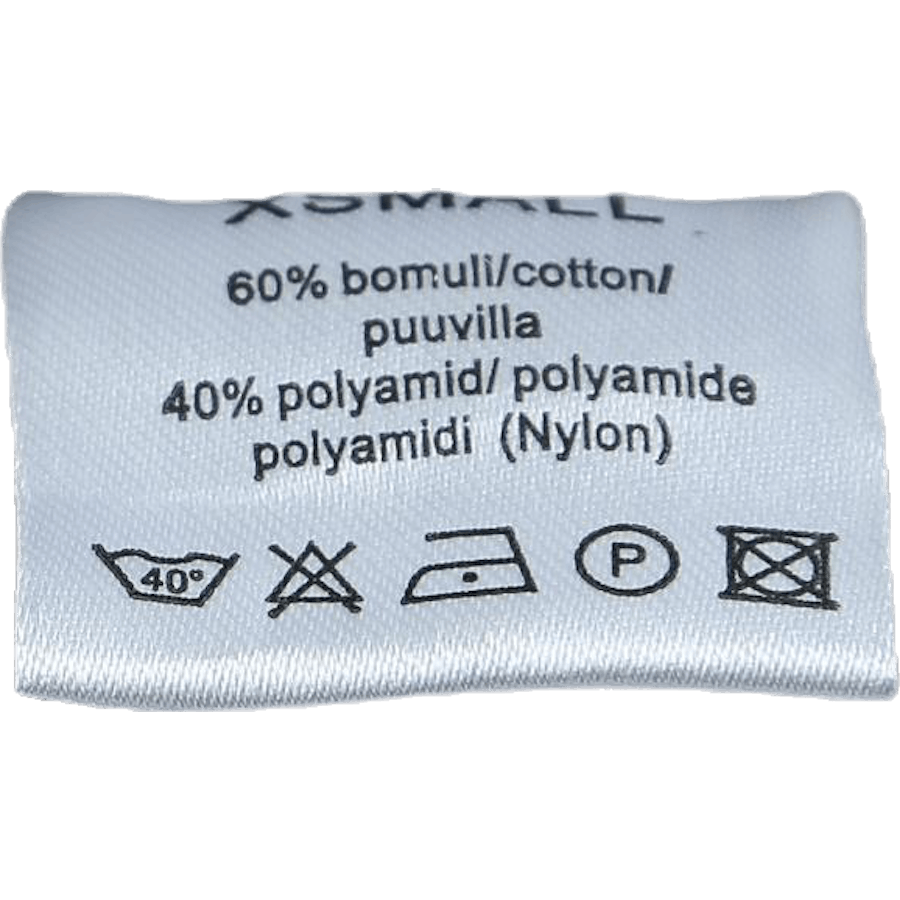 XSMALL
60% bomuli/cotton/
puuvilla
40% polyamid/ polyamide
polyamidi (Nylon)
40°
P